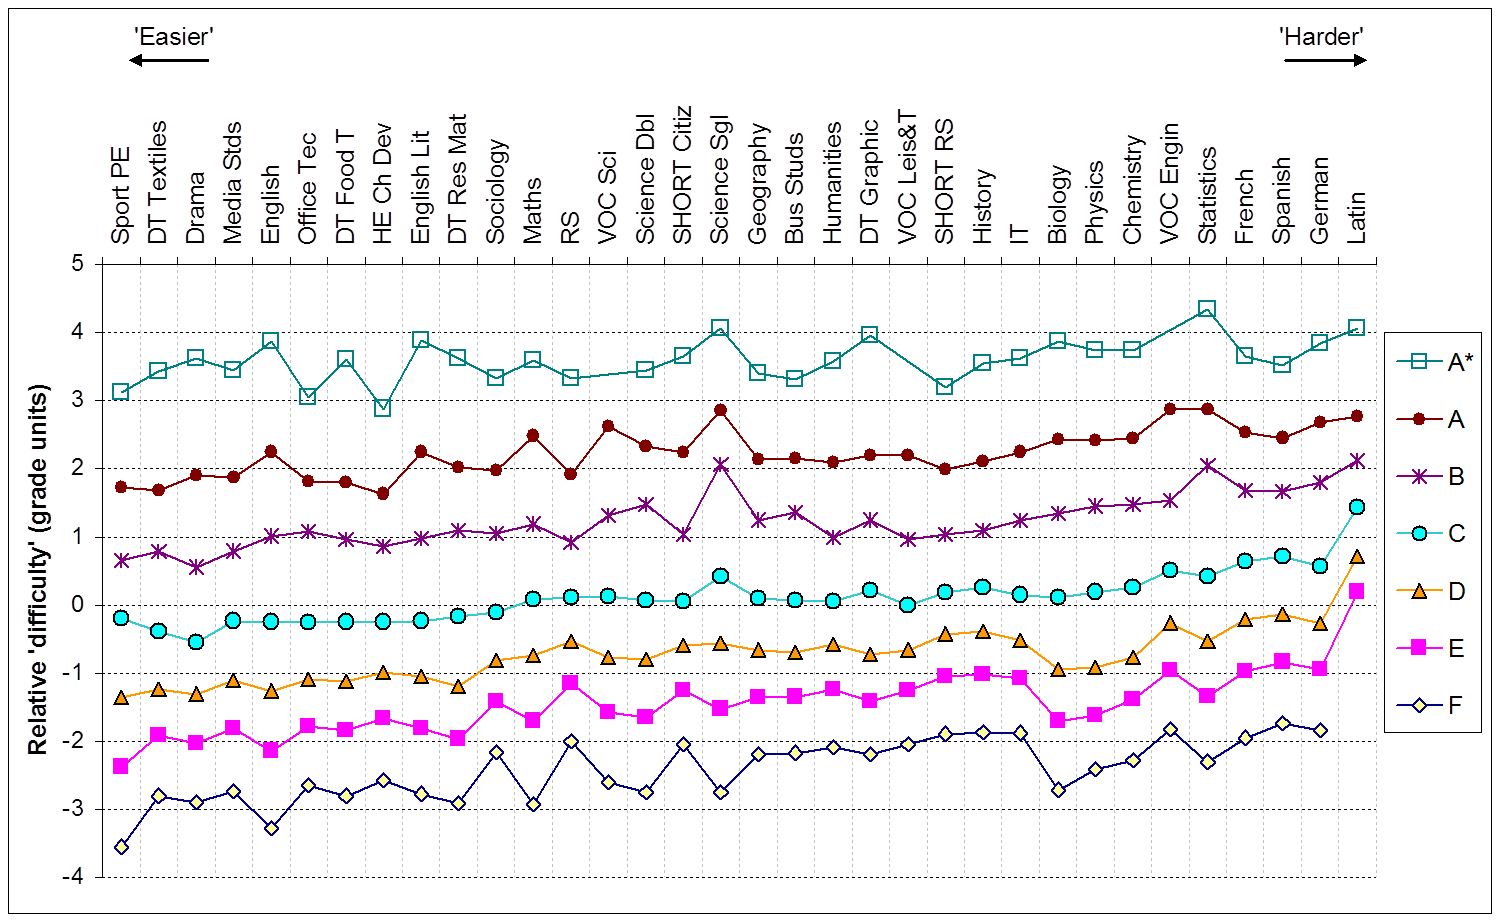 'Easier'
'Harder'
Sport PE
DT Textiles
Drama
Media Stds
English
Office Tec
DT Food T
HE Ch Dev
English Lit
DT Res Mat
Sociology
Maths
RS
VOC Sci
Science Dbl
SHORT Citiz
Science Sgl
Geography
Bus Studs
Humanities
DT Graphic
VOC Leis&T
SHORT RS
History
IT
Biology
Physics
Chemistry
VOC Engin
Statistics
French
Spanish
German
Latin
Relative 'difficulty' (grade units)
5
4
3
2
1
0
-1
-2
-3
-4
A*
A
B
C
D
E
F